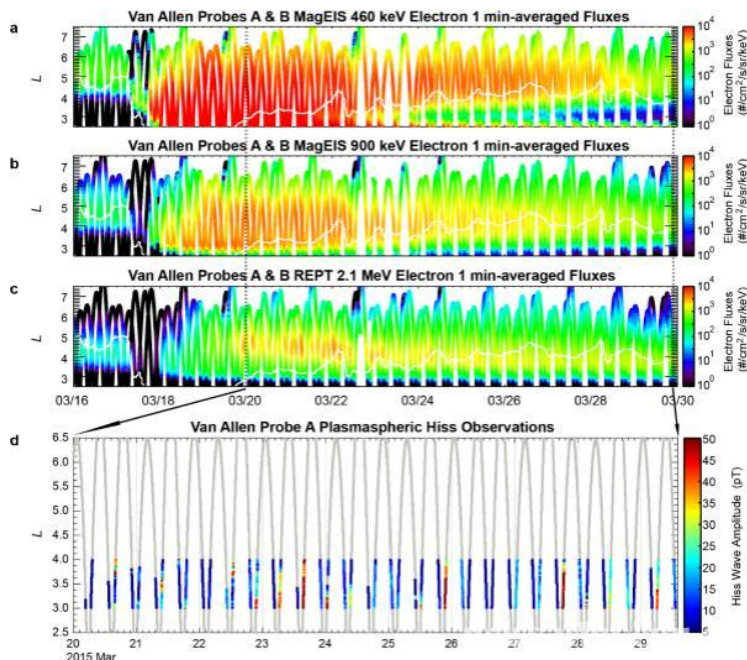 a
Van Allen Probes A & B MagEIS 460 keV Electron 1 min-averaged Fluxes
L
7
6
5
4
3
Electron Fluxes
(#/cm²/s/sr/keV)
10⁴
10³
10²
10¹
10⁰
b
Van Allen Probes A & B MagEIS 900 keV Electron 1 min-averaged Fluxes
L
7
6
5
4
3
Electron Fluxes
(#/cm²/s/sr/keV)
10⁴
10³
10²
10¹
10⁰
c
Van Allen Probes A & B REPT 2.1 MeV Electron 1 min-averaged Fluxes
L
7
6
5
4
3
Electron Fluxes
(#/cm²/s/sr/keV)
10⁴
10³
10²
10¹
10⁰
03/16 03/18 03/20 03/22 03/24 03/26 03/28 03/30
d
Van Allen Probe A Plasmaspheric Hiss Observations
L
6.5
6.0
5.5
5.0
4.5
4.0
3.5
3.0
2.5
Hiss Wave Amplitude (pT)
50
45
40
35
30
25
20
15
10
5
20 21 22 23 24 25 26 27 28 29
2015 Mar